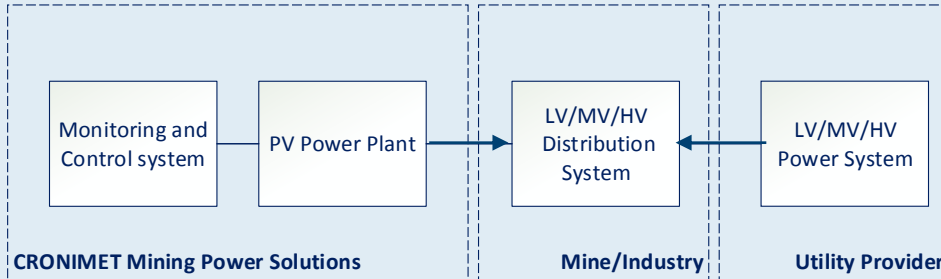 Monitoring and
Control system
PV Power Plant
LV/MV/HV
Distribution
System
LV/MV/HV
Power System
CRONIMET Mining Power Solutions
Mine/Industry
Utility Provider